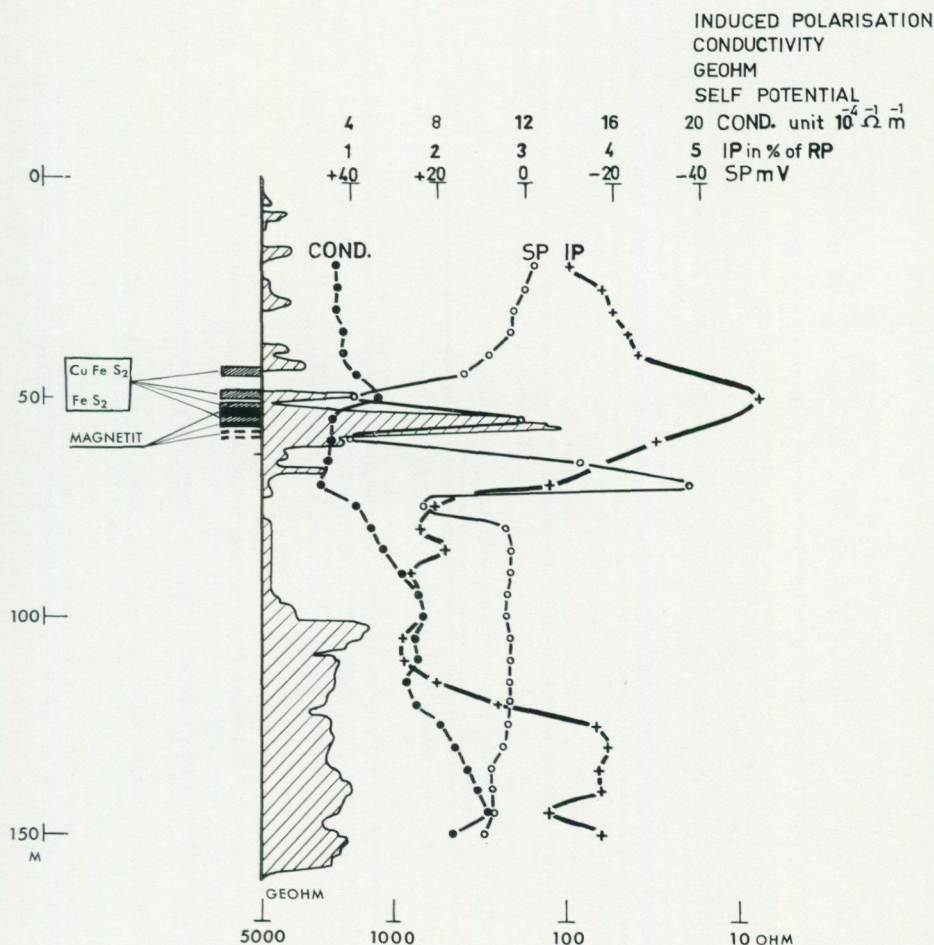 INDUCED POLARISATION
CONDUCTIVITY
GEOHM
SELF POTENTIAL
4 8 12 16 20 COND. unit 10⁻⁴ Ω⁻¹ m⁻¹
1 2 3 4 5 IP in % of RP
+40 +20 0 -20 -40 SP m V
0
COND. SP IP
Cu Fe S₂
50
Fe S₂
MAGNETIT
100
150
M
GEOHM
5000 1000 100 10 OHM